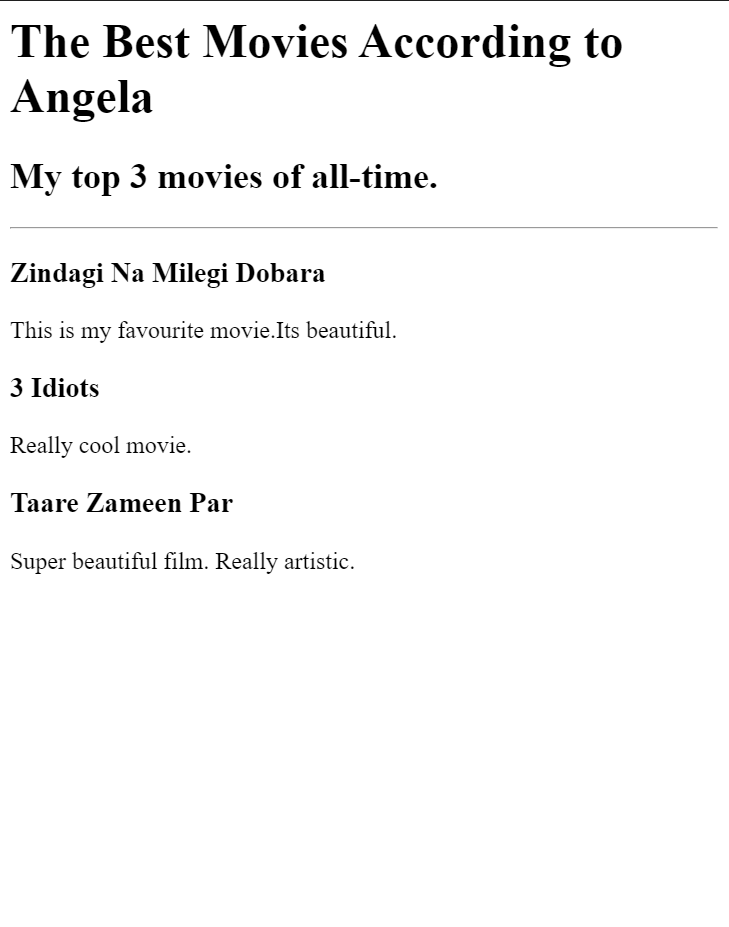 The Best Movies According to
Angela
My top 3 movies of all-time.
Zindagi Na Milegi Dobara
This is my favourite movie.Its beautiful.
3 Idiots
Really cool movie.
Taare Zameen Par
Super beautiful film. Really artistic.